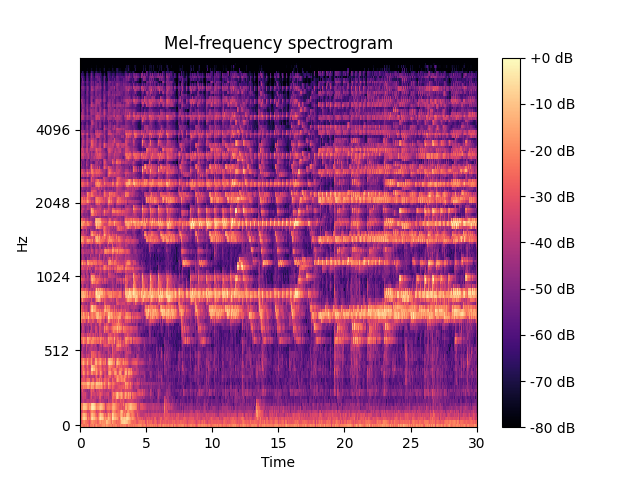 Mel-frequency spectrogram
Hz
4096
2048
1024
512
0
0 5 10 15 20 25 30
Time
+0 dB
-10 dB
-20 dB
-30 dB
-40 dB
-50 dB
-60 dB
-70 dB
-80 dB